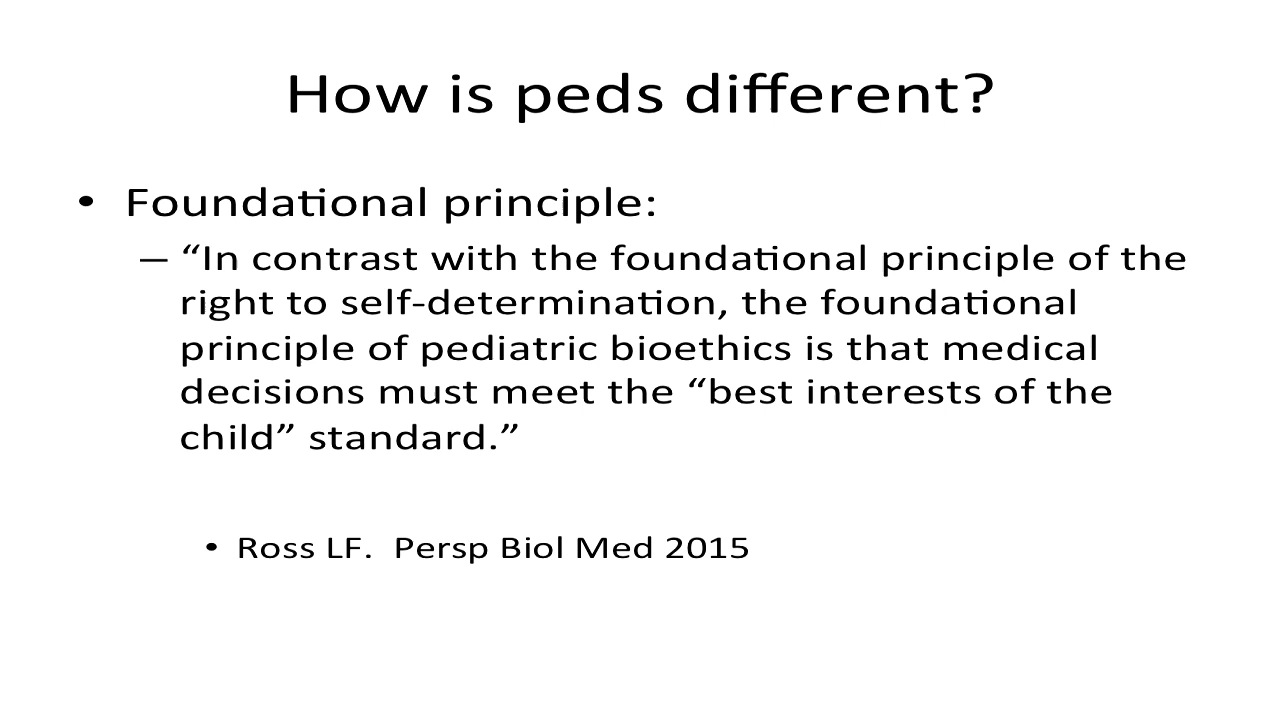 How is peds different?
• Foundational principle:
– “In contrast with the foundational principle of the
right to self-determination, the foundational
principle of pediatric bioethics is that medical
decisions must meet the “best interests of the
child” standard.”
• Ross LF.  Persp Biol Med 2015